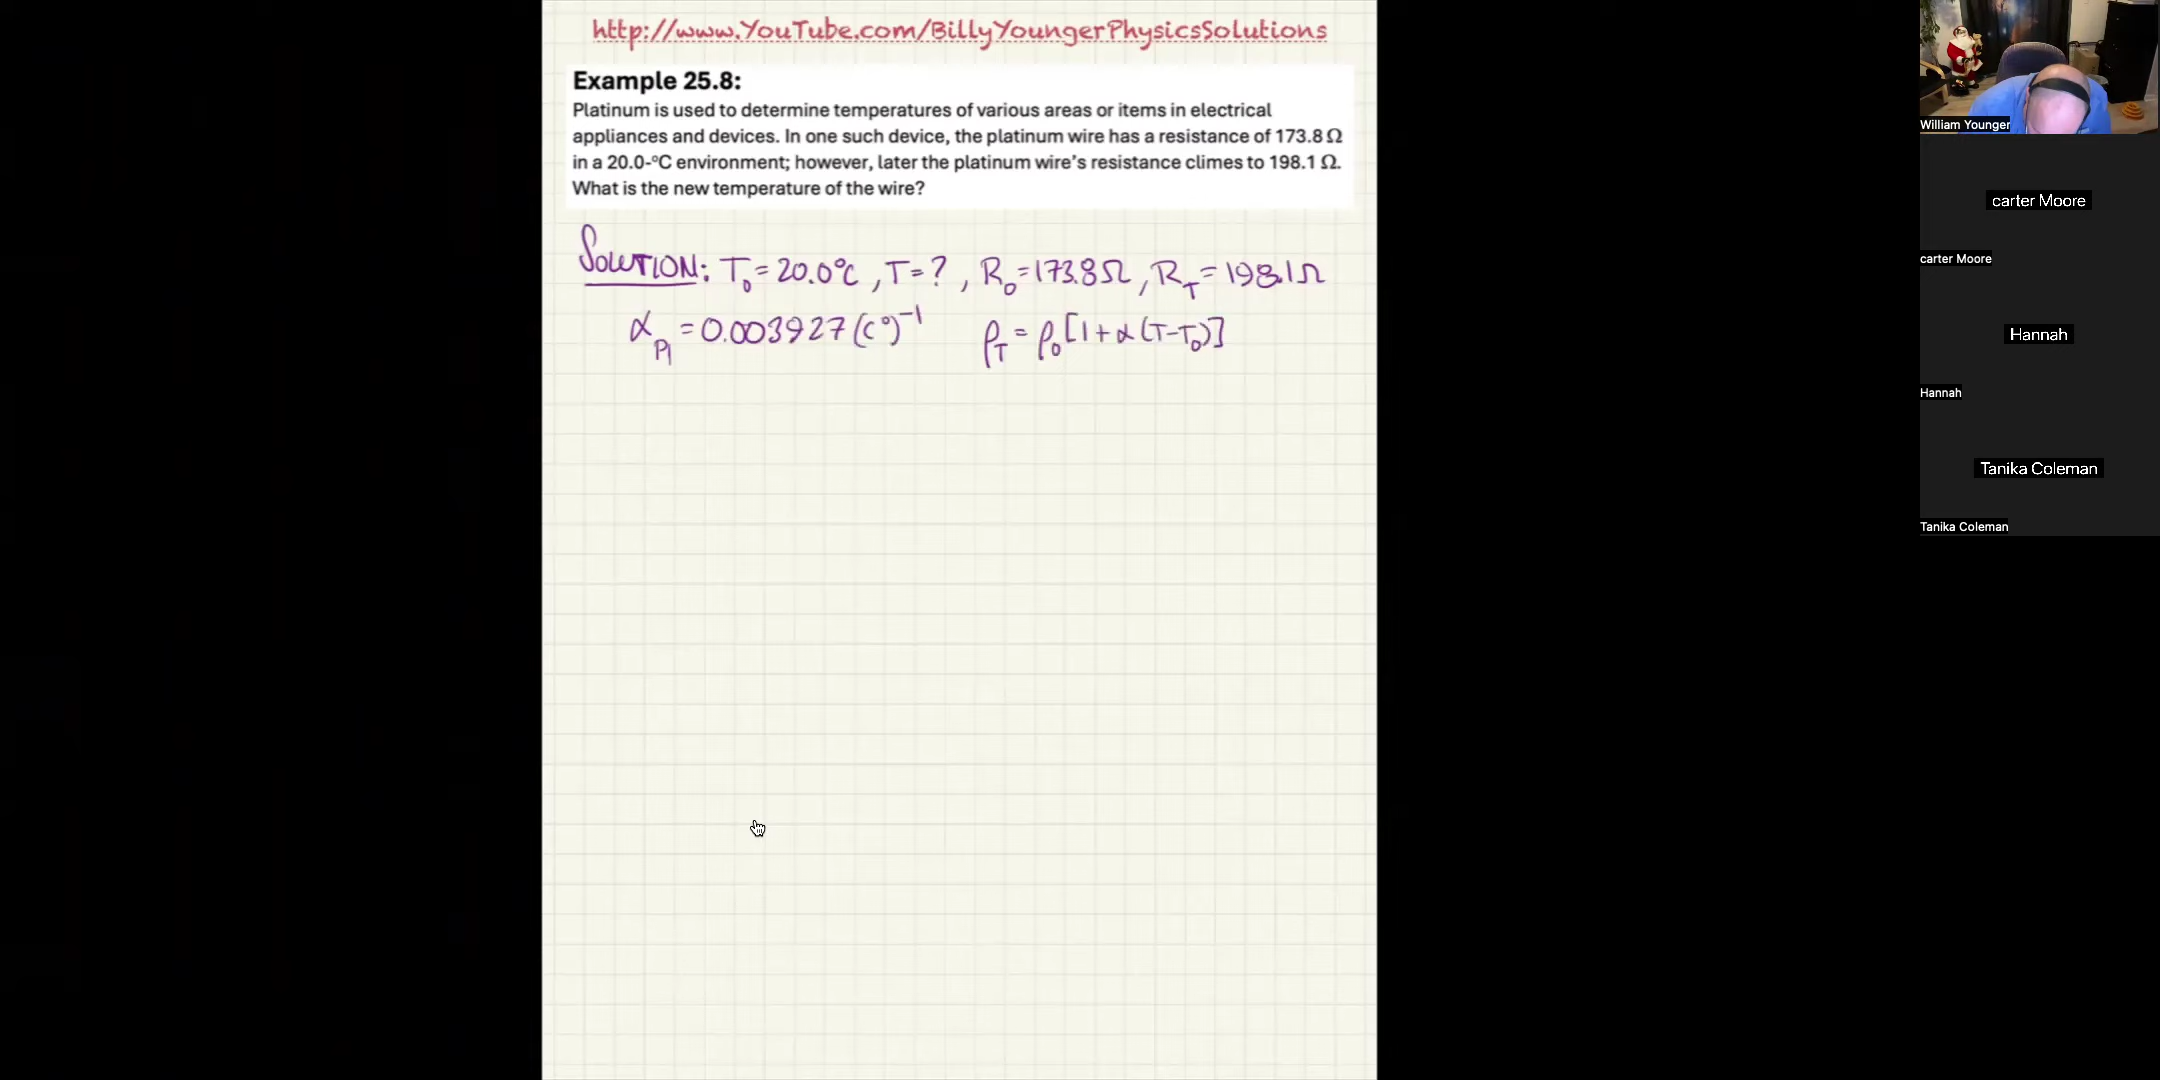 http://www.YouTube.com/BillyYoungerPhysicsSolutions
Example 25.8:
Platinum is used to determine temperatures of various areas or items in electrical
appliances and devices. In one such device, the platinum wire has a resistance of 173.8 Ω
in a 20.0-°C environment; however, later the platinum wire's resistance climes to 198.1 Ω.
What is the new temperature of the wire?
SOLUTION: T₀ = 20.0°C , T = ? , R₀ = 173.8Ω , R_T = 198.1Ω
α_Pl = 0.003927 (C°)⁻¹ ρ_T = ρ₀[1 + α(T-T₀)]
William Younger
carter Moore
carter Moore
Hannah
Hannah
Tanika Coleman
Tanika Coleman